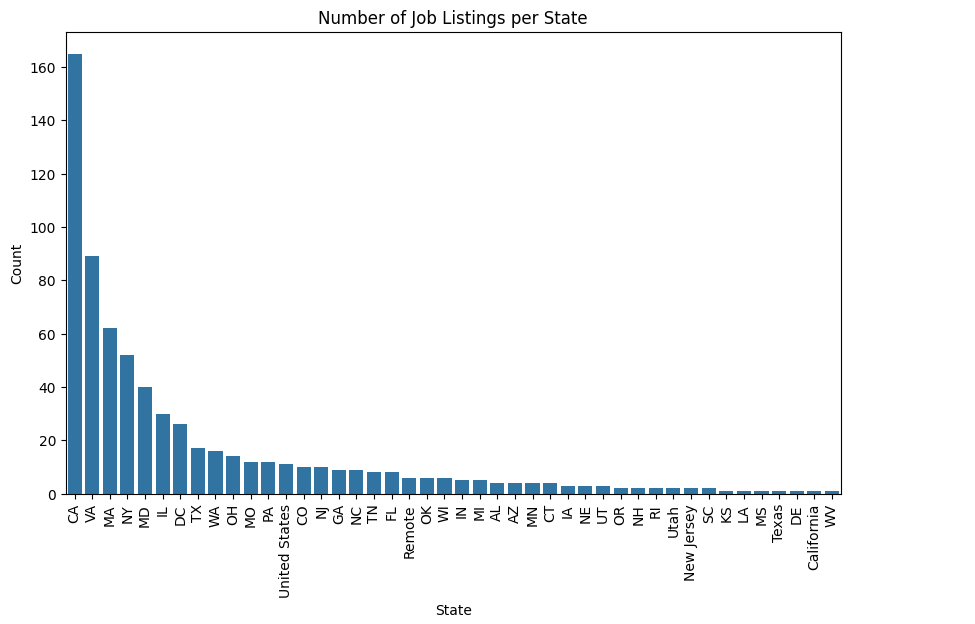 Number of Job Listings per State
160
140
120
100
80
60
40
20
0
Count
CA
VA
MA
NY
MD
IL
DC
TX
WA
OH
MO
PA
United States
CO
NJ
GA
NC
TN
FL
Remote
OK
WI
IN
MI
AL
AZ
MN
CT
IA
NE
UT
OR
NH
RI
Utah
New Jersey
SC
KS
LA
MS
Texas
DE
California
WV
State